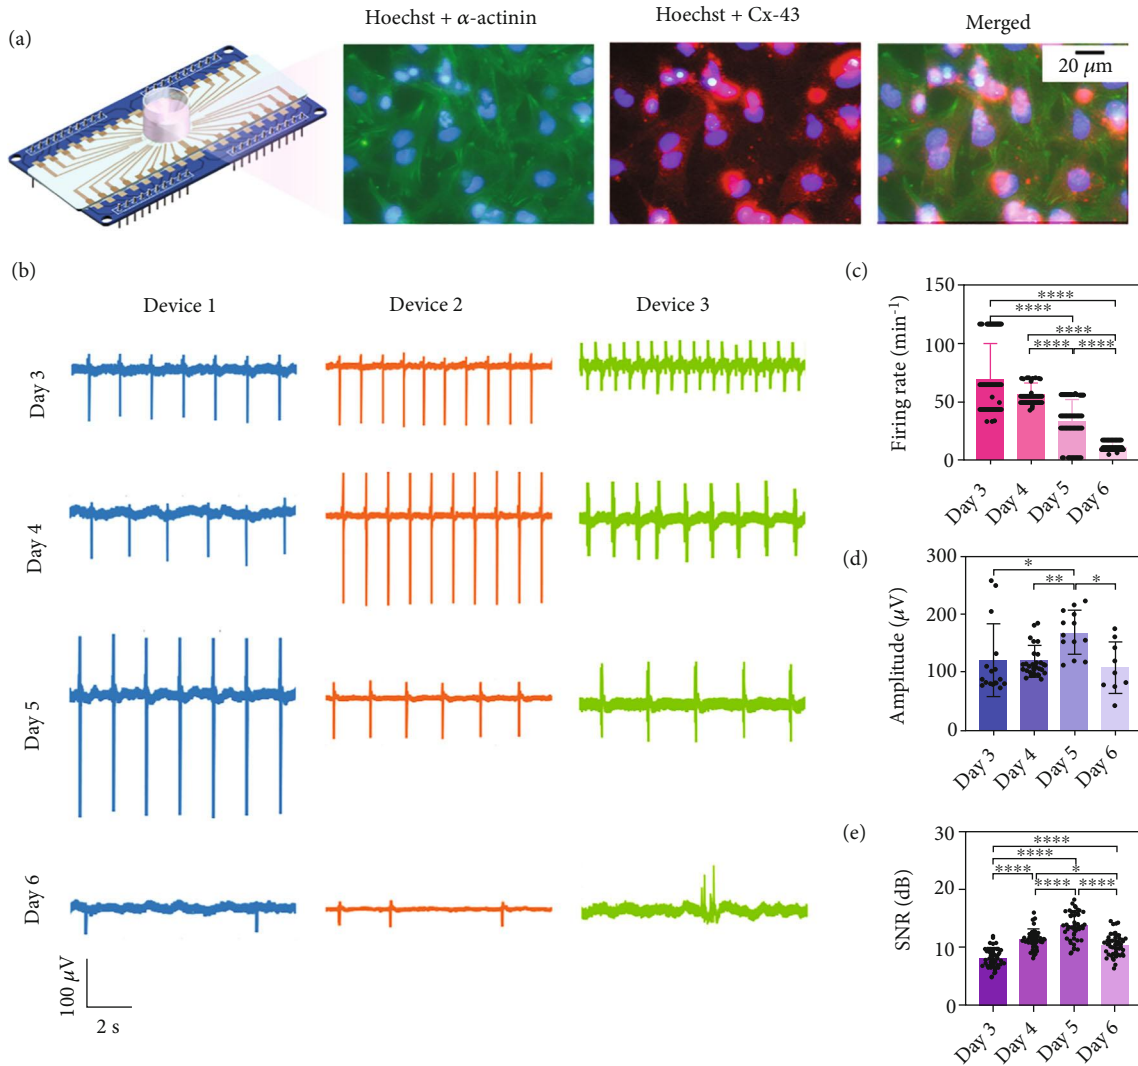 (a)
Hoechst + α-actinin
Hoechst + Cx-43
Merged
20 μm
(b)
Device 1
Device 2
Device 3
Day 3
Day 4
Day 5
Day 6
100 μV
2 s
(c)
Firing rate (min⁻¹)
150
100
50
0
****
****
****
**** ****
Day 3
Day 4
Day 5
Day 6
(d)
Amplitude (μV)
300
200
100
0
*
** *
Day 3
Day 4
Day 5
Day 6
(e)
SNR (dB)
30
20
10
0
****
****
**** *
**** ****
Day 3
Day 4
Day 5
Day 6